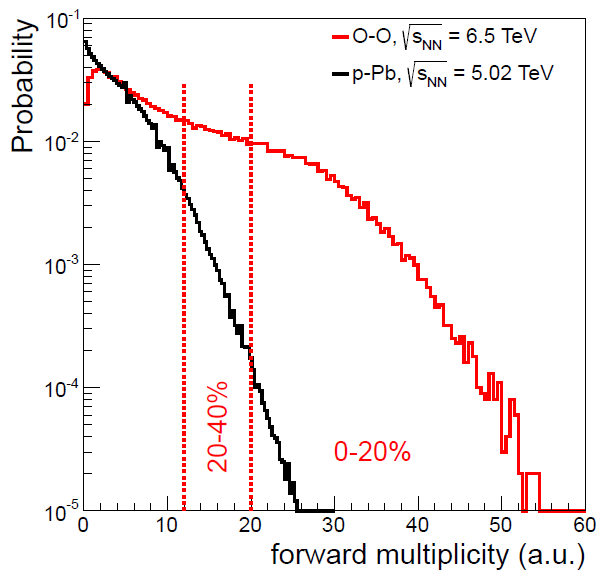 Probability
10⁻¹
10⁻²
10⁻³
10⁻⁴
10⁻⁵
O-O, √sNN = 6.5 TeV
p-Pb, √sNN = 5.02 TeV
20-40%
0-20%
0 10 20 30 40 50 60
forward multiplicity (a.u.)